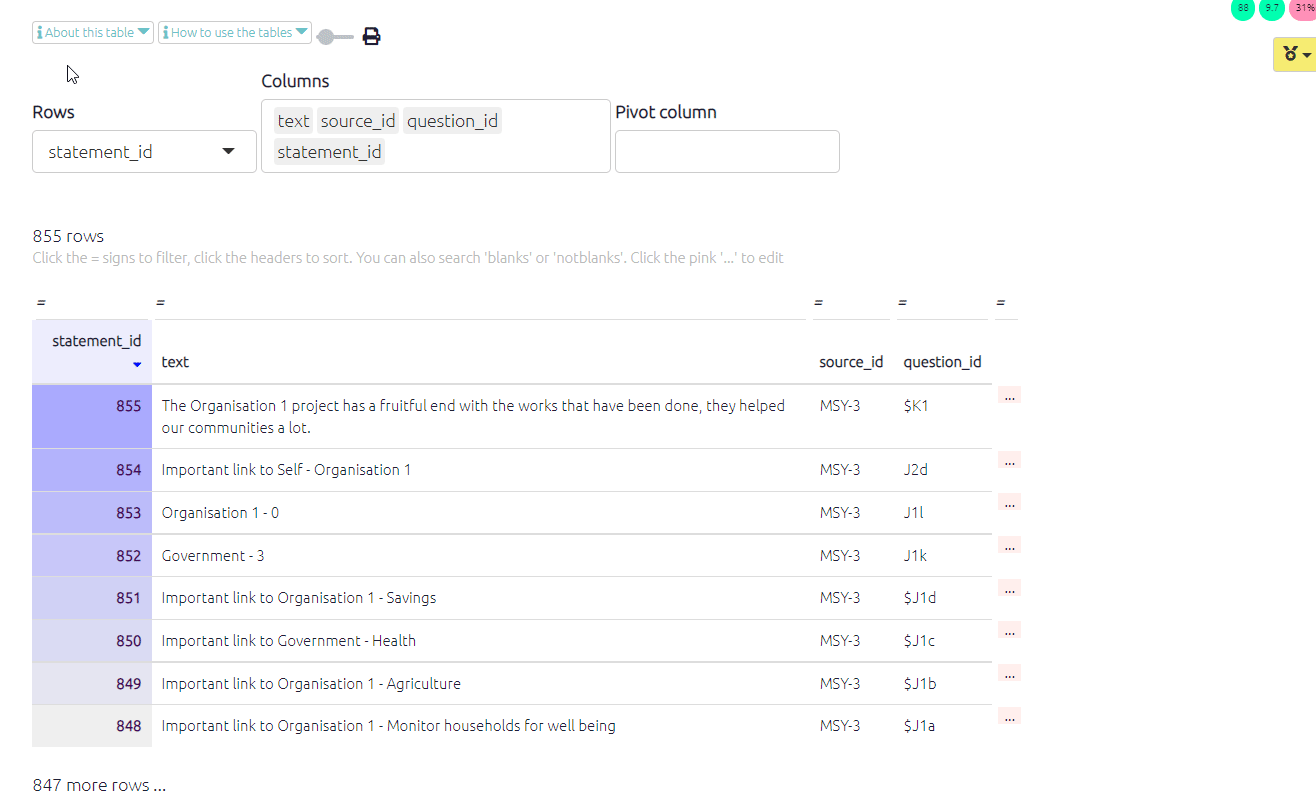 88 9.7 31%
About this table How to use the tables
Columns
Rows
Pivot column
text source_id question_id
statement_id
statement_id
855 rows
Click the = signs to filter, click the headers to sort. You can also search 'blanks' or 'notblanks'. Click the pink '...' to edit
= = = = =
statement_id
text source_id question_id
855 The Organisation 1 project has a fruitful end with the works that have been done, they helped MSY-3 $K1 ...
our communities a lot.
854 Important link to Self - Organisation 1 MSY-3 J2d ...
853 Organisation 1 - 0 MSY-3 J1l ...
852 Government - 3 MSY-3 J1k ...
851 Important link to Organisation 1 - Savings MSY-3 $J1d ...
850 Important link to Government - Health MSY-3 $J1c ...
849 Important link to Organisation 1 - Agriculture MSY-3 $J1b ...
848 Important link to Organisation 1 - Monitor households for well being MSY-3 $J1a ...
847 more rows ...